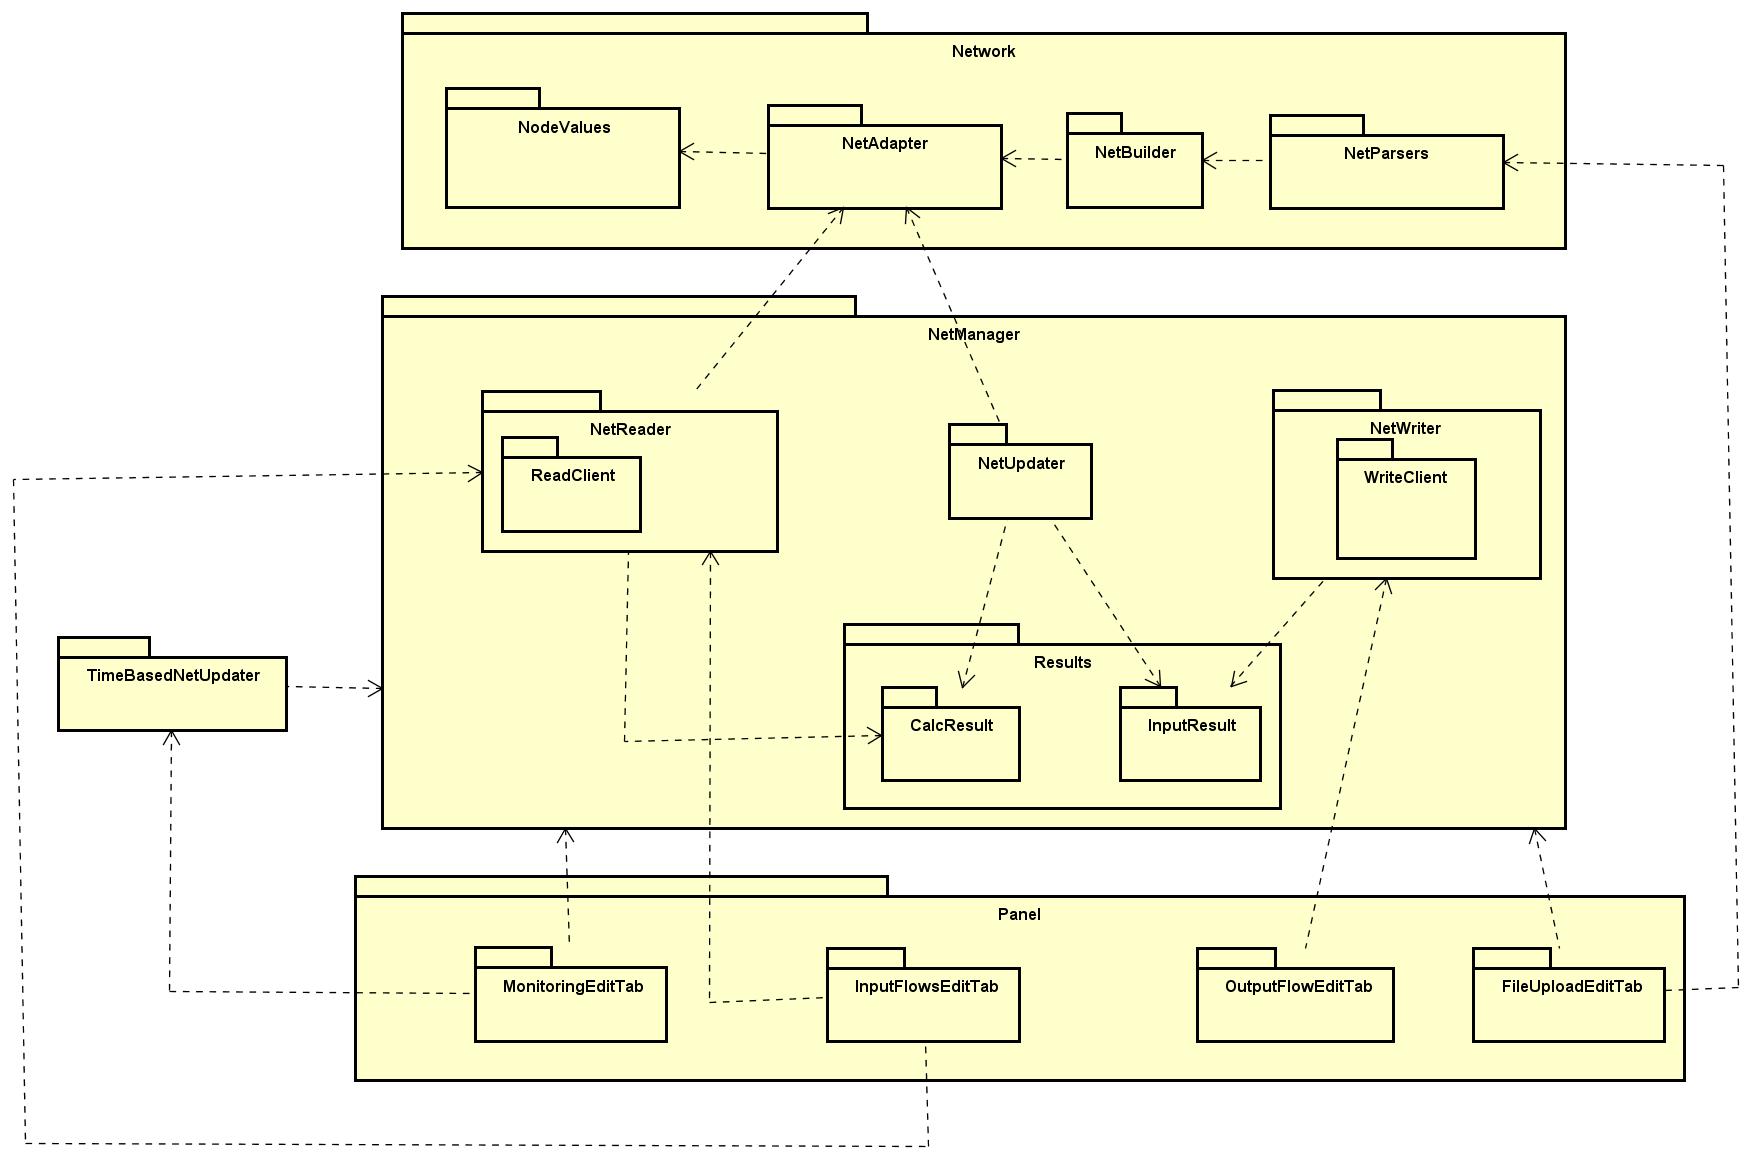 Network
NodeValues
NetAdapter
NetBuilder
NetParsers
NetManager
NetReader
ReadClient
NetUpdater
NetWriter
WriteClient
TimeBasedNetUpdater
Results
CalcResult
InputResult
Panel
MonitoringEditTab
InputFlowsEditTab
OutputFlowEditTab
FileUploadEditTab